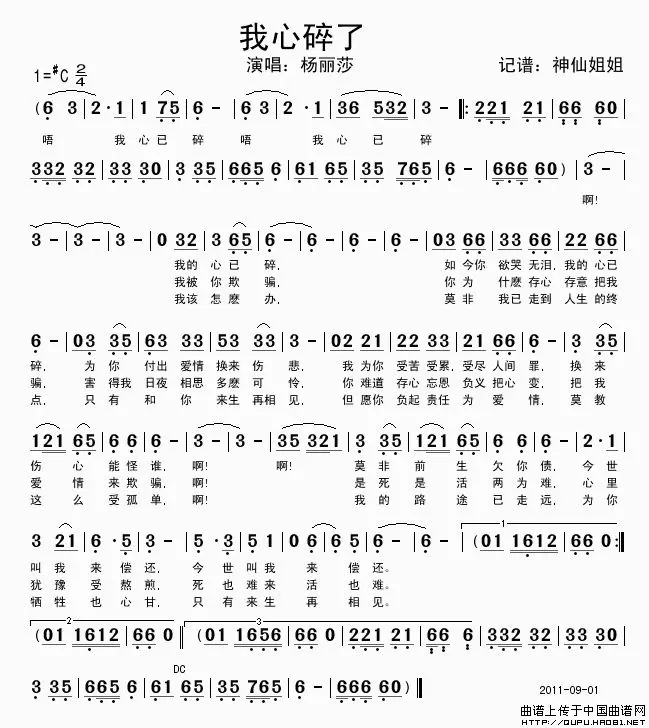 我心碎了
1=#C 2/4
演唱：杨丽莎
记谱：神仙姐姐
(6 3 | 2·1 | 1 75 | 6 - | 63 2·1 | 36 532 | 3 - ‖: 221 21 | 66 60 |
唔 我 心 已 碎 唔 我 心 已 碎
332 32 | 33 30 | 3 35 | 665 6 | 61 65 | 35 765 | 6 - | 666 60) | 3 - |
啊!
3 - | 3 - | 3 - | 0 32 | 3 65 | 6 - | 6 - | 6 - | 03 66 | 33 66 | 22 66 |
我的 心已 碎， 如 今你 欲哭 无泪，我的 心已
我被 你欺 骗， 你 为 什麽 存心 存意 把我
我该 怎麽 办， 莫 非 我已 走到 人生 的终
6 - | 03 35 | 63 33 | 53 33 | 3 - | 02 21 | 22 33 | 21 66 | 6 - | 3 35 |
碎， 为 你 付出 爱情 换来 伤 悲， 我 为你 受苦 受累，受尽 人间 罪， 换 来
骗， 害 得我 日夜 相思 多麽 可 怜， 你 难道 存心 忘恩 负义 把心 变， 把 我
点， 只 有 和 你 来生 再相 见， 但 愿你 负起 责任 为 爱 情，莫 教
121 65 | 6 6 | 6 - | 3 - | 3 - | 35 321 | 3 35 | 121 65 | 6 6 | 6 - | 2·1 |
伤 心 能 怪 谁， 啊! 啊! 莫 非 前 生 欠 你 债， 今 世
爱 情 来 欺 骗， 啊! 是 死 是 活 两 为 难， 心 里
这 么 受 孤 单， 啊! 我 的 路 途 已 走 远， 为 你
3 21 | 6 ·5 | 3 - | 5 ·3 | 5 1 | 0 6 | 6 5 | 6 - | 6 - | (01 1612 | 66 0 :‖
叫 我 来 偿 还， 今 世 叫 我 来 偿 还。
犹 豫 受 熬 煎， 死 也 难 来 活 也 难。
牺 牲 也 心 甘， 只 有 来 生 再 相 见。
(01 1612 | 66 0 ‖ (01 1656 | 66 0 | 221 21 | 66 6 | 332 32 | 33 30 |
DC
3 35 | 665 6 | 61 65 | 35 765 | 6 - | 666 60) ‖
2011-09-01
曲谱上传于中国曲谱网
HTTP://QUPU.HAO81.NET